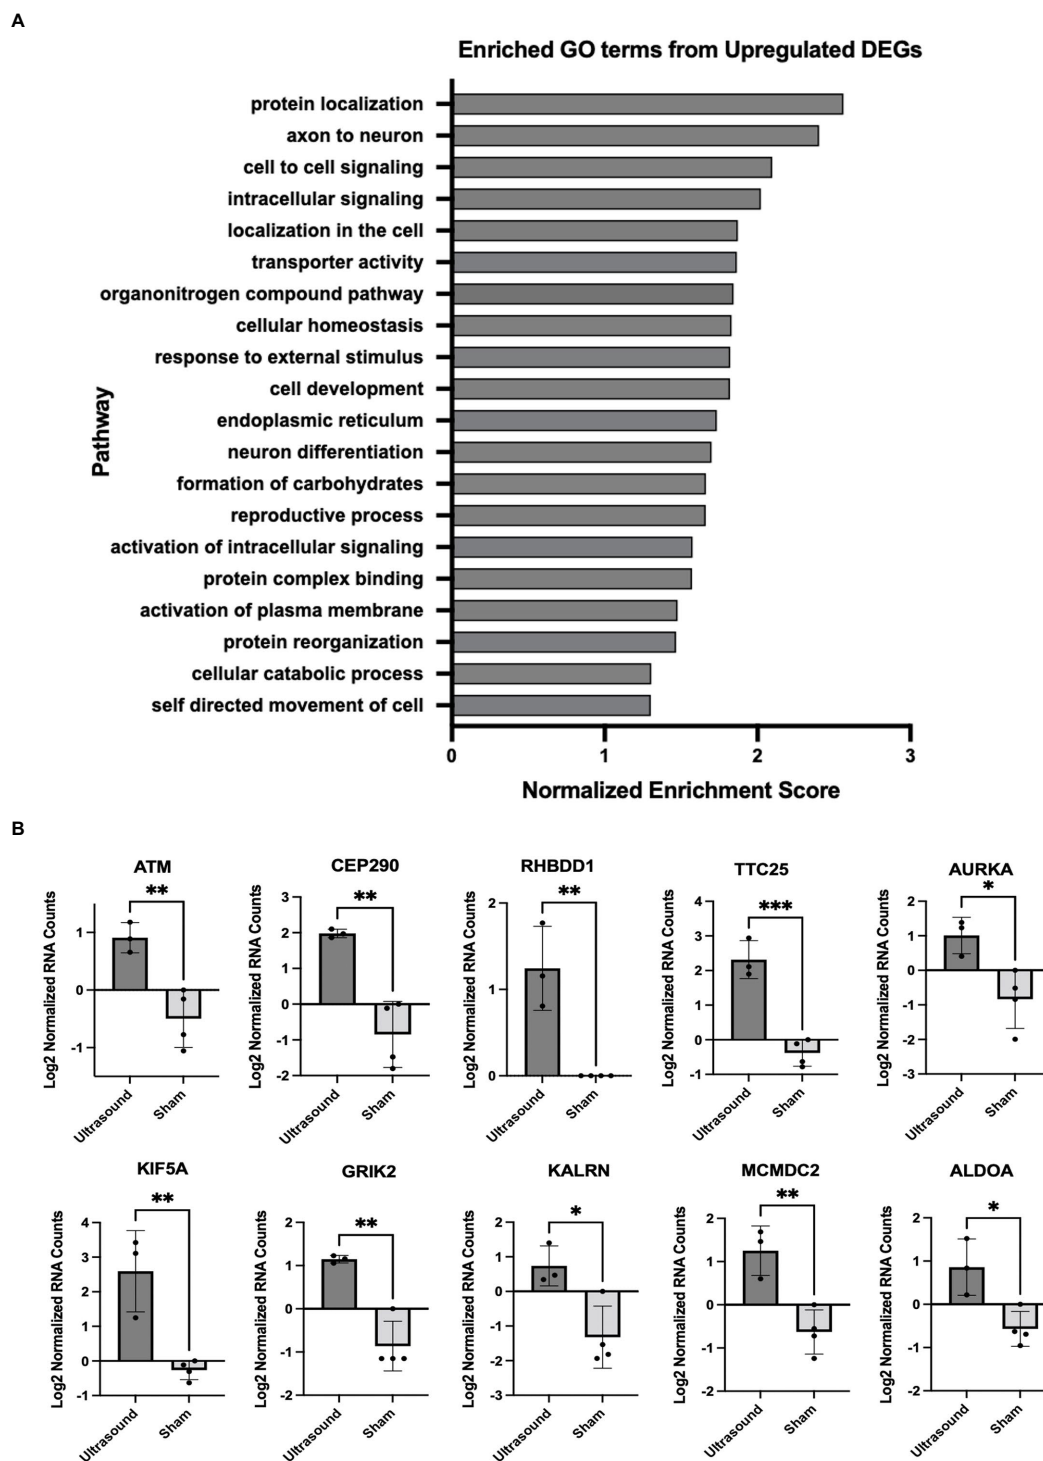 A
Enriched GO terms from Upregulated DEGs
protein localization
axon to neuron
cell to cell signaling
intracellular signaling
localization in the cell
transporter activity
organonitrogen compound pathway
cellular homeostasis
response to external stimulus
cell development
endoplasmic reticulum
neuron differentiation
formation of carbohydrates
reproductive process
activation of intracellular signaling
protein complex binding
activation of plasma membrane
protein reorganization
cellular catabolic process
self directed movement of cell
Pathway
0 1 2 3
Normalized Enrichment Score
B
ATM
**
Log2 Normalized RNA Counts
1
0
-1
Ultrasound
Sham
CEP290
**
Log2 Normalized RNA Counts
3
2
1
0
-1
-2
Ultrasound
Sham
RHBDD1
**
Log2 Normalized RNA Counts
2
1
0
Ultrasound
Sham
TTC25
***
Log2 Normalized RNA Counts
4
3
2
1
0
-1
Ultrasound
Sham
AURKA
*
Log2 Normalized RNA Counts
2
1
0
-1
-2
-3
Ultrasound
Sham
KIF5A
**
Log2 Normalized RNA Counts
4
3
2
1
0
-1
Ultrasound
Sham
GRIK2
**
Log2 Normalized RNA Counts
2
1
0
-1
-2
Ultrasound
Sham
KALRN
*
Log2 Normalized RNA Counts
2
1
0
-1
-2
-3
Ultrasound
Sham
MCMDC2
**
Log2 Normalized RNA Counts
2
1
0
-1
-2
Ultrasound
Sham
ALDOA
*
Log2 Normalized RNA Counts
2
1
0
-1
-2
Ultrasound
Sham